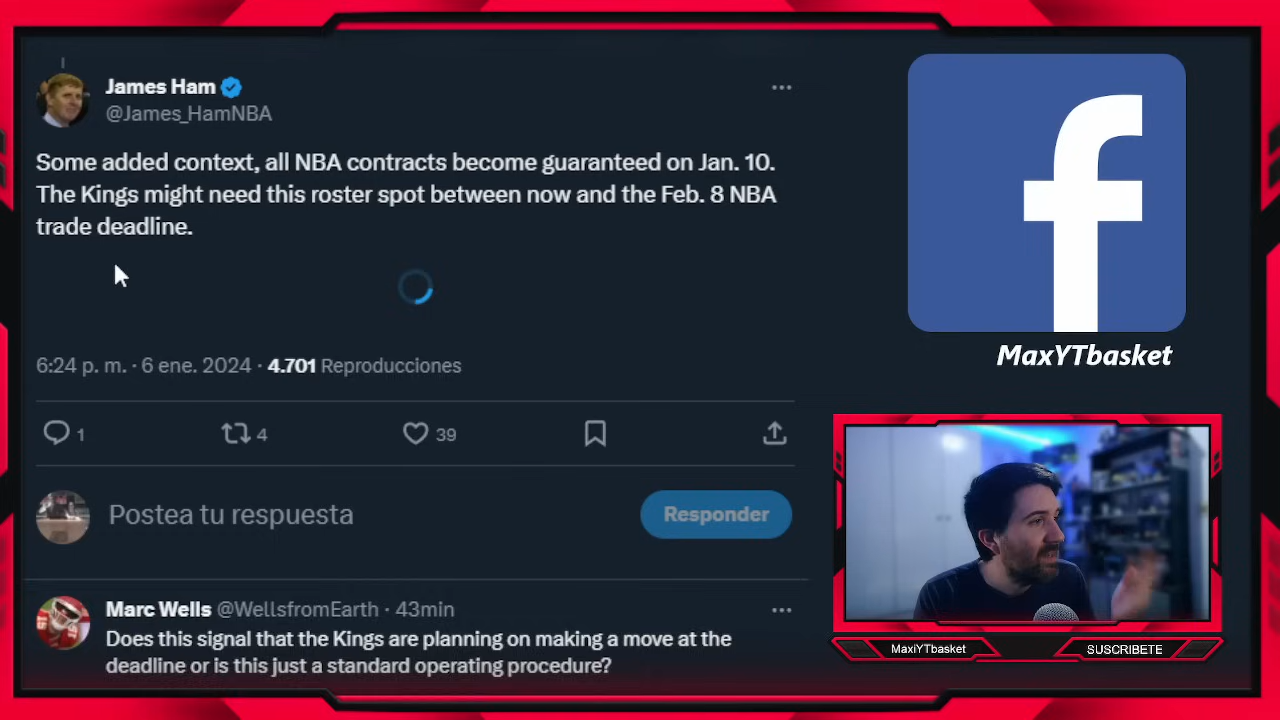 James Ham
@James_HamNBA
Some added context, all NBA contracts become guaranteed on Jan. 10.
The Kings might need this roster spot between now and the Feb. 8 NBA
trade deadline.
6:24 p. m. · 6 ene. 2024 · 4.701 Reproducciones
1 4 39
Postea tu respuesta
Responder
Marc Wells @WellsfromEarth · 43min
Does this signal that the Kings are planning on making a move at the
deadline or is this just a standard operating procedure?
f
MaxYTbasket
MaxiYTbasket
SUSCRIBETE